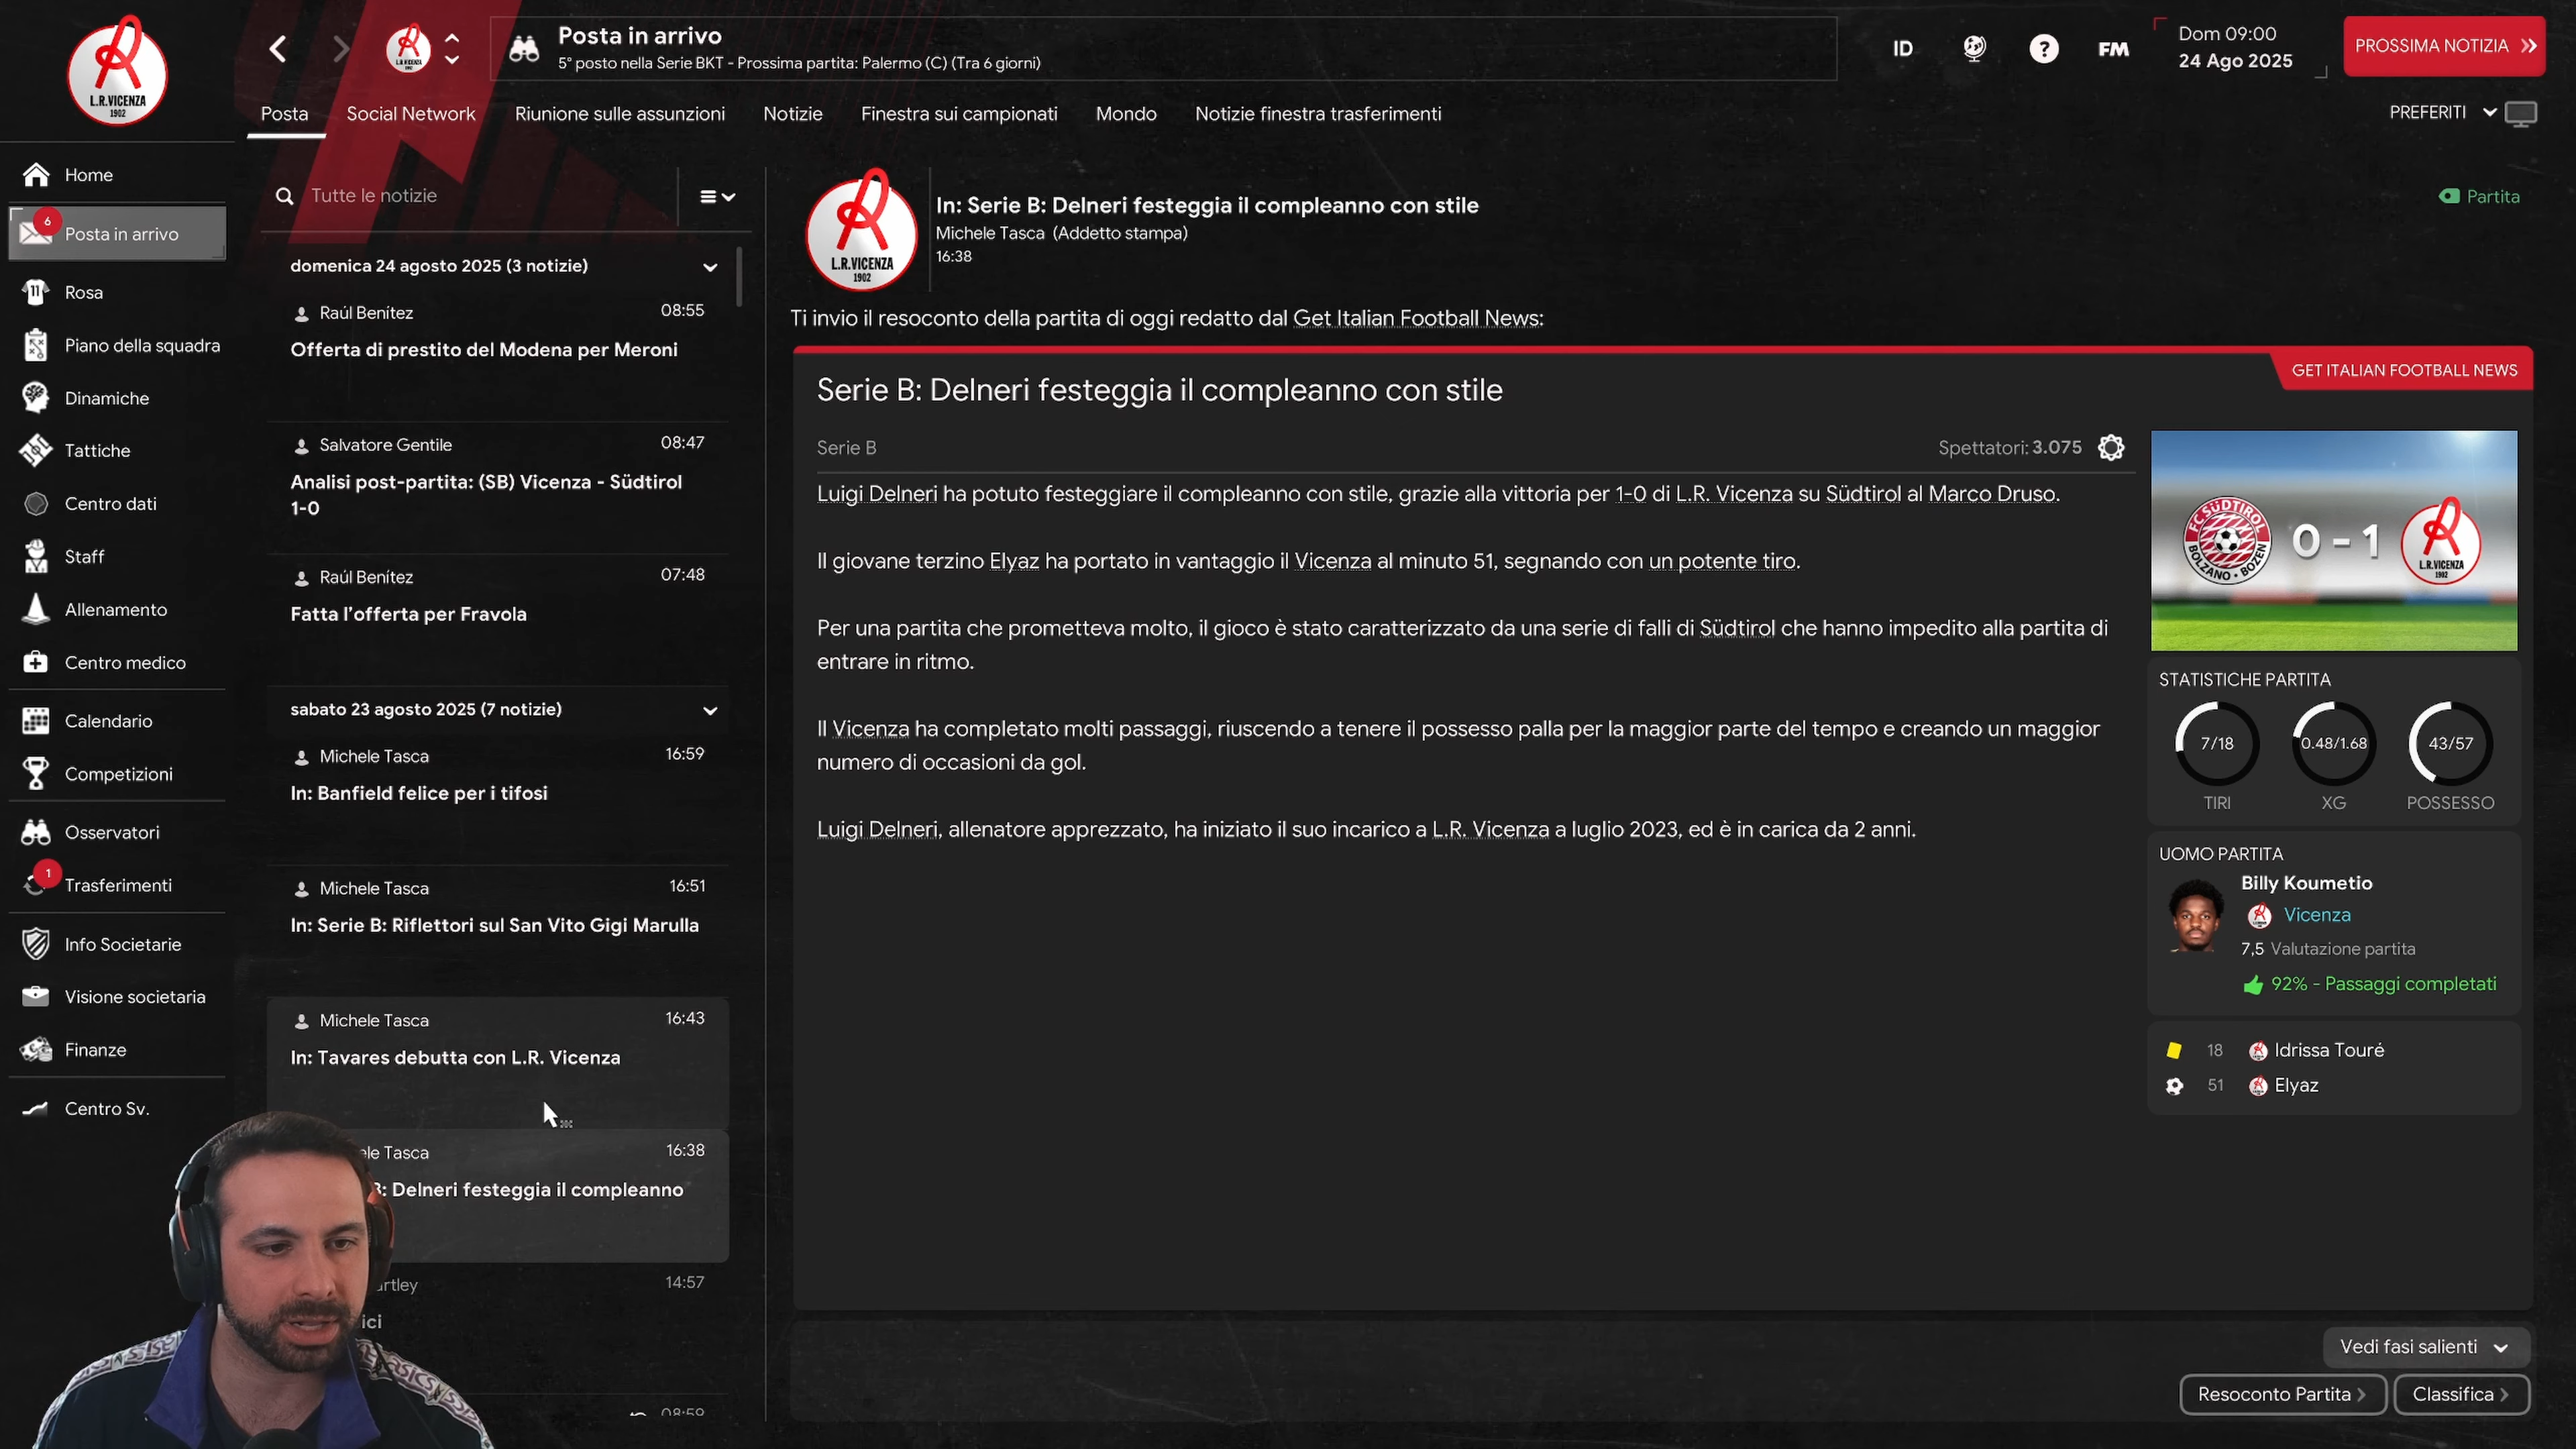 L.R.VICENZA
1902
Posta in arrivo
5° posto nella Serie BKT - Prossima partita: Palermo (C) (Tra 6 giorni)
ID
?
FM
Dom 09:00
24 Ago 2025
PROSSIMA NOTIZIA
Posta
Social Network
Riunione sulle assunzioni
Notizie
Finestra sui campionati
Mondo
Notizie finestra trasferimenti
PREFERITI
Home
6
Posta in arrivo
11
Rosa
Piano della squadra
Dinamiche
Tattiche
Centro dati
Staff
Allenamento
Centro medico
Calendario
Competizioni
Osservatori
1
Trasferimenti
Info Societarie
Visione societaria
Finanze
Centro Sv.
Tutte le notizie
domenica 24 agosto 2025 (3 notizie)
Raúl Benítez
08:55
Offerta di prestito del Modena per Meroni
Salvatore Gentile
08:47
Analisi post-partita: (SB) Vicenza - Südtirol
1-0
Raúl Benítez
07:48
Fatta l'offerta per Fravola
sabato 23 agosto 2025 (7 notizie)
Michele Tasca
16:59
In: Banfield felice per i tifosi
Michele Tasca
16:51
In: Serie B: Riflettori sul San Vito Gigi Marulla
Michele Tasca
16:43
In: Tavares debutta con L.R. Vicenza
Tasca
16:38
B: Delneri festeggia il compleanno
14:57
08:59
L.R.VICENZA
1902
In: Serie B: Delneri festeggia il compleanno con stile
Michele Tasca (Addetto stampa)
16:38
Partita
Ti invio il resoconto della partita di oggi redatto dal Get Italian Football News:
GET ITALIAN FOOTBALL NEWS
Serie B: Delneri festeggia il compleanno con stile
Serie B
Spettatori: 3.075
Luigi Delneri ha potuto festeggiare il compleanno con stile, grazie alla vittoria per 1-0 di L.R. Vicenza su Südtirol al Marco Druso.
Il giovane terzino Elyaz ha portato in vantaggio il Vicenza al minuto 51, segnando con un potente tiro.
Per una partita che prometteva molto, il gioco è stato caratterizzato da una serie di falli di Südtirol che hanno impedito alla partita di
entrare in ritmo.
Il Vicenza ha completato molti passaggi, riuscendo a tenere il possesso palla per la maggior parte del tempo e creando un maggior
numero di occasioni da gol.
Luigi Delneri, allenatore apprezzato, ha iniziato il suo incarico a L.R. Vicenza a luglio 2023, ed è in carica da 2 anni.
FC SÜDTIROL
BOLZANO • BOZEN
0 - 1
L.R.VICENZA
1902
STATISTICHE PARTITA
7/18
0.48/1.68
43/57
TIRI
XG
POSSESSO
UOMO PARTITA
Billy Koumetio
Vicenza
7,5 Valutazione partita
92% - Passaggi completati
18
Idrissa Touré
51
Elyaz
Vedi fasi salienti
Resoconto Partita
Classifica
ASICS